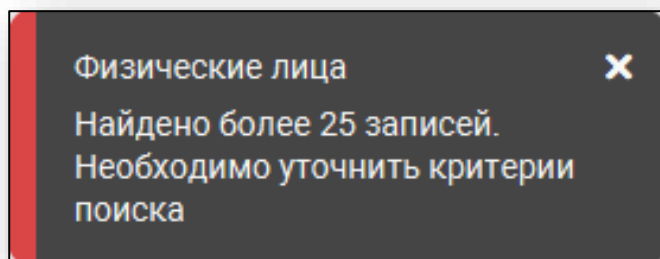 Физические лица
Найдено более 25 записей.
Необходимо уточнить критерии
поиска